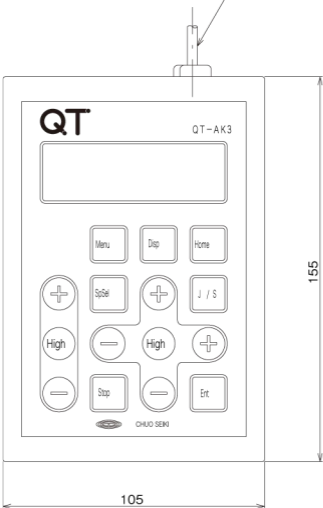 QT
QT-AK3
Menu Disp Home
+ SpSel + J / S
High − High +
− Stop − Ent
CHUO SEIKI
155
105